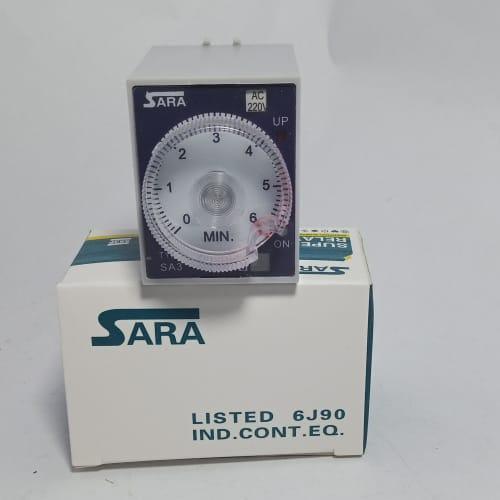 SARA
AC
220V
UP
0 1 2 3 4 5 6
MIN.
ON
SA3
SARA
LISTED 6J90
IND.CONT.EQ.
SARA